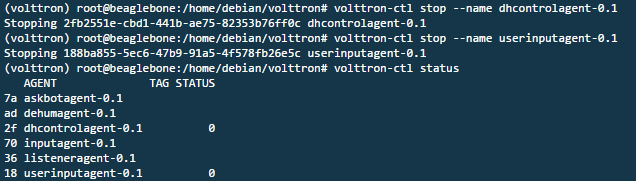 (volttron) root@beaglebone:/home/debian/volttron# volttron-ctl stop --name dhcontrolagent-0.1
Stopping 2fb2551e-cbd1-441b-ae75-82353b76ff0c dhcontrolagent-0.1
(volttron) root@beaglebone:/home/debian/volttron# volttron-ctl stop --name userinputagent-0.1
Stopping 188ba855-5ec6-47b9-91a5-4f578fb26e5c userinputagent-0.1
(volttron) root@beaglebone:/home/debian/volttron# volttron-ctl status
AGENT TAG STATUS
7a askbotagent-0.1
ad dehumagent-0.1
2f dhcontrolagent-0.1 0
70 inputagent-0.1
36 listeneragent-0.1
18 userinputagent-0.1 0